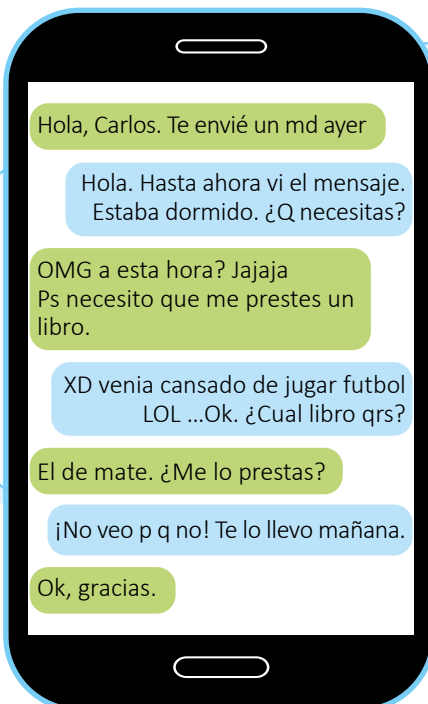 Hola, Carlos. Te envié un md ayer
Hola. Hasta ahora vi el mensaje.
Estaba dormido. ¿Q necesitas?
OMG a esta hora? Jajaja
Ps necesito que me prestes un
libro.
XD venia cansado de jugar futbol
LOL ...Ok. ¿Cual libro qrs?
El de mate. ¿Me lo prestas?
¡No veo p q no! Te lo llevo mañana.
Ok, gracias.